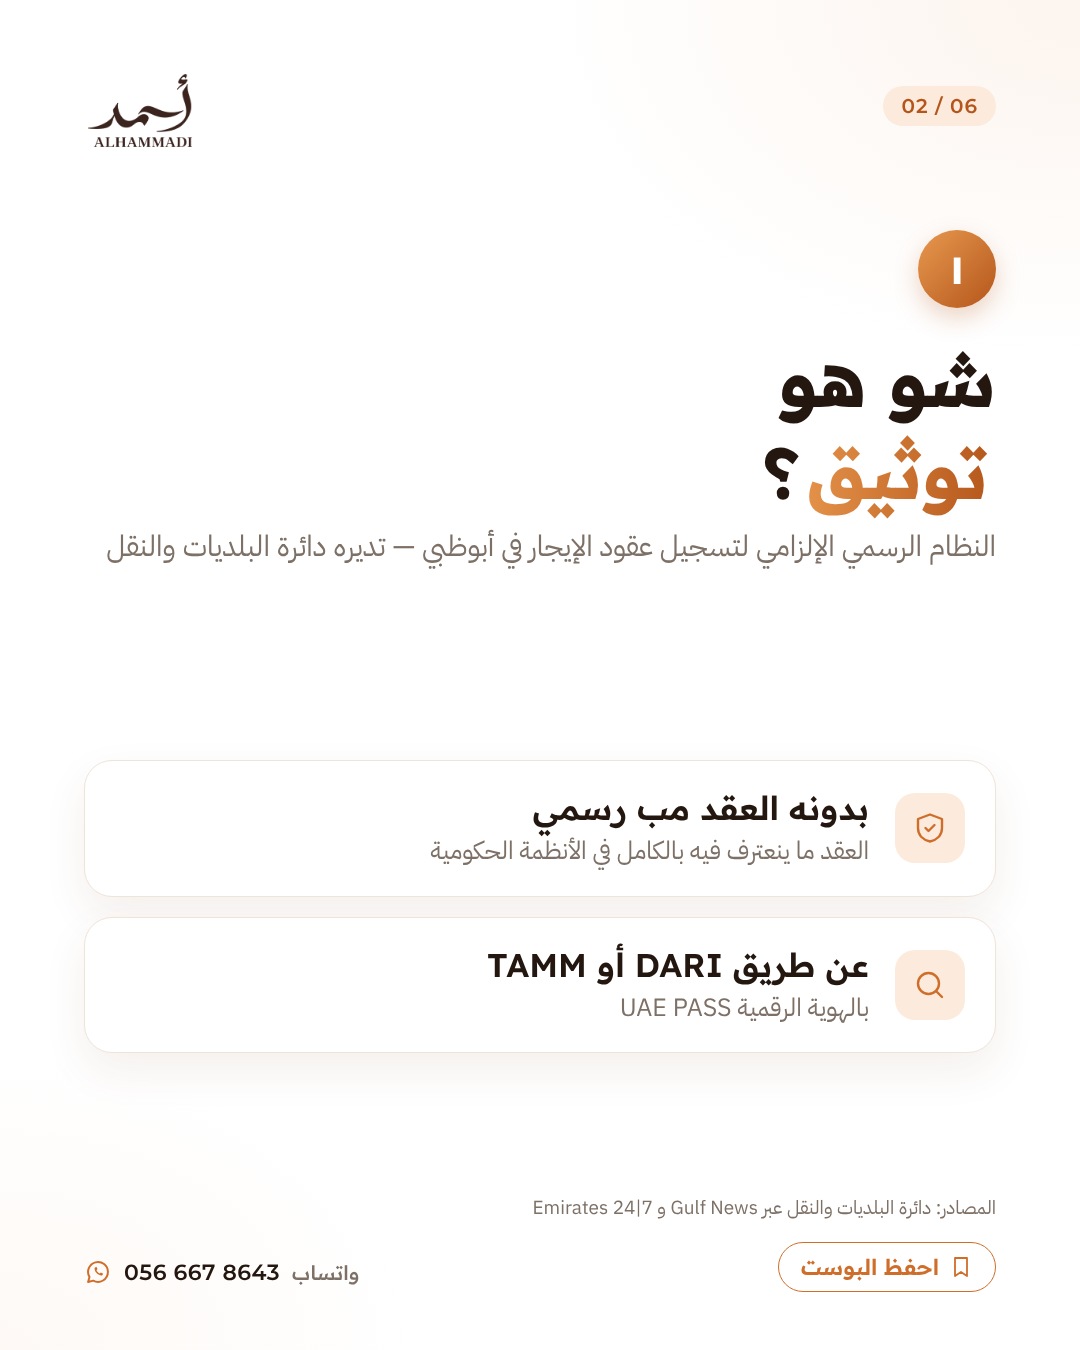 أحمد
ALHAMMADI
02 / 06
١
شو هو
توثيق؟
النظام الرسمي الإلزامي لتسجيل عقود الإيجار في أبوظبي — تديره دائرة البلديات والنقل
بدونه العقد مب رسمي
العقد ما ينعترف فيه بالكامل في الأنظمة الحكومية
عن طريق DARI أو TAMM
بالهوية الرقمية UAE PASS
المصادر: دائرة البلديات والنقل عبر Gulf News و Emirates 24|7
احفظ البوست
واتساب 056 667 8643